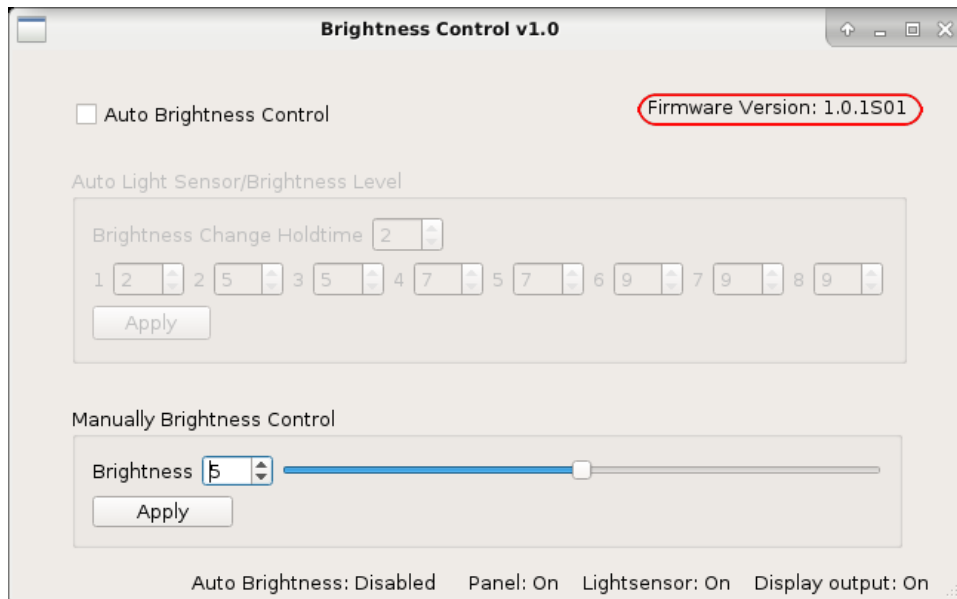 Brightness Control v1.0
Auto Brightness Control
Firmware Version: 1.0.1S01
Auto Light Sensor/Brightness Level
Brightness Change Holdtime 2
1 2 2 5 3 5 4 7 5 7 6 9 7 9 8 9
Apply
Manually Brightness Control
Brightness 5
Apply
Auto Brightness: Disabled Panel: On Lightsensor: On Display output: On